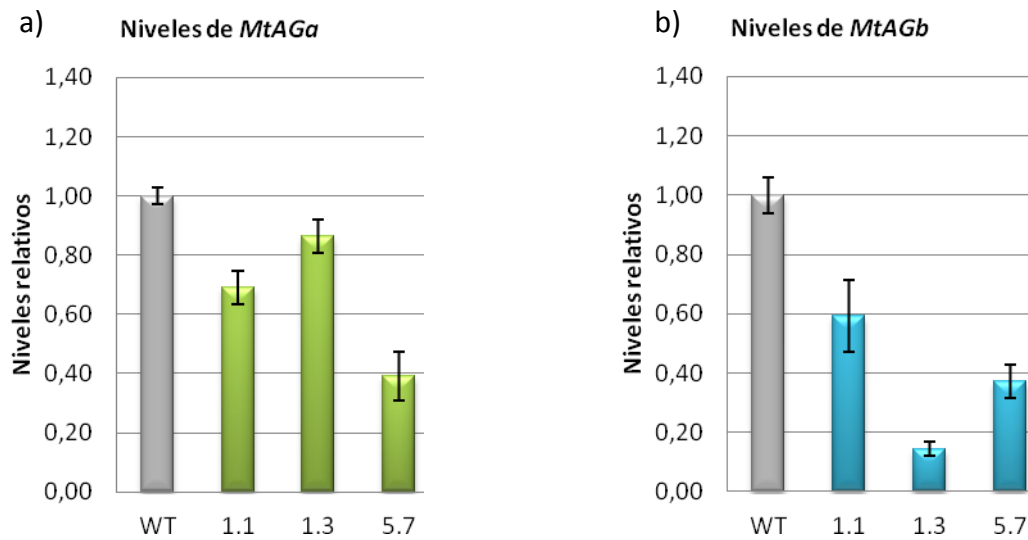 a)
Niveles de MtAGa
1,40
1,20
1,00
0,80
0,60
0,40
0,20
0,00
Niveles relativos
WT 1.1 1.3 5.7
b)
Niveles de MtAGb
1,40
1,20
1,00
0,80
0,60
0,40
0,20
0,00
Niveles relativos
WT 1.1 1.3 5.7